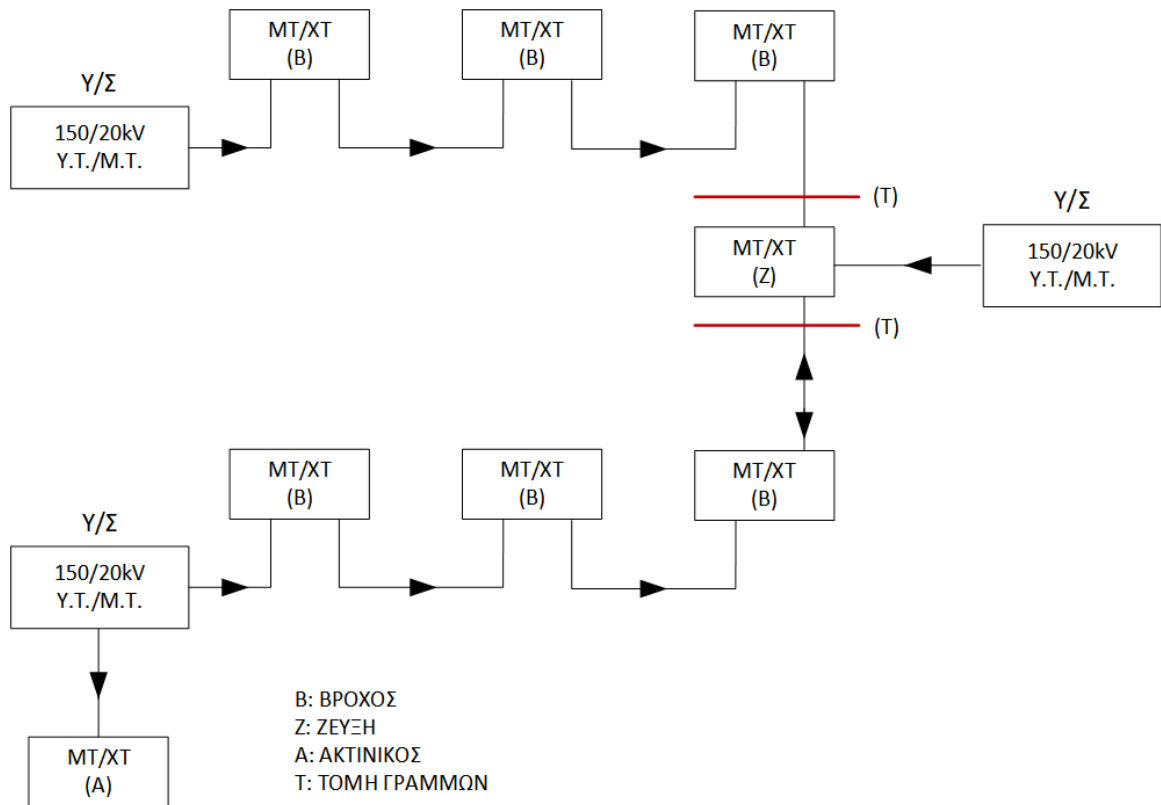 ΜΤ/ΧΤ
(Β)
ΜΤ/ΧΤ
(Β)
ΜΤ/ΧΤ
(Β)
Υ/Σ
150/20kV
Υ.Τ./Μ.Τ.
(Τ)
ΜΤ/ΧΤ
(Ζ)
Υ/Σ
150/20kV
Υ.Τ./Μ.Τ.
(Τ)
ΜΤ/ΧΤ
(Β)
ΜΤ/ΧΤ
(Β)
ΜΤ/ΧΤ
(Β)
Υ/Σ
150/20kV
Υ.Τ./Μ.Τ.
ΜΤ/ΧΤ
(Α)
Β: ΒΡΟΧΟΣ
Ζ: ΖΕΥΞΗ
Α: ΑΚΤΙΝΙΚΟΣ
Τ: ΤΟΜΗ ΓΡΑΜΜΩΝ